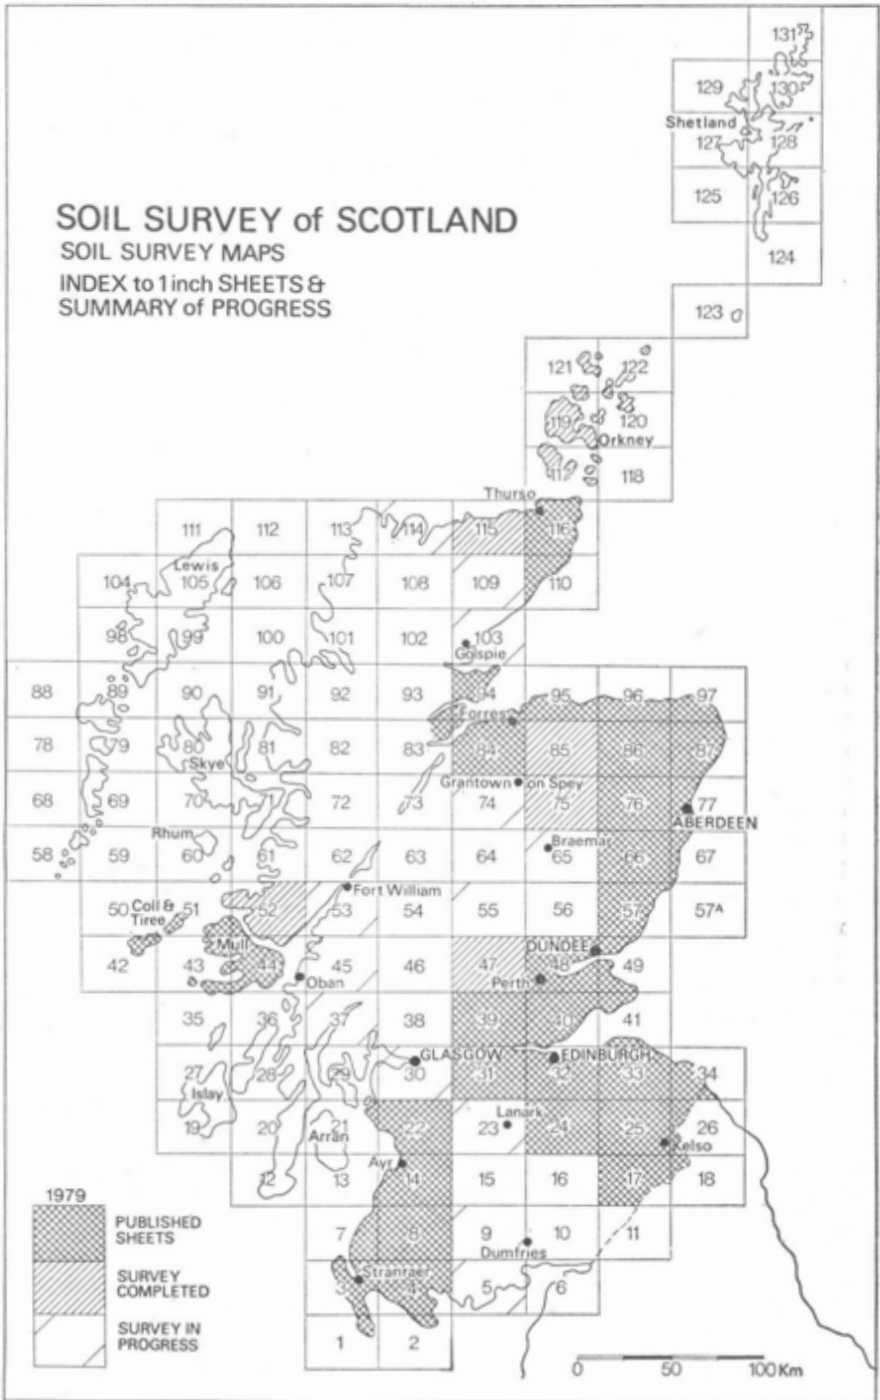 131
129 130
Shetland
127 128
125 126
SOIL SURVEY of SCOTLAND
SOIL SURVEY MAPS
INDEX to 1 inch SHEETS &
SUMMARY of PROGRESS
124
123
121 122
119 120
Orkney
117 118
Thurso
111 112 113 114 115 116
Lewis
104 105 106 107 108 109 110
98 99 100 101 102 103
Golspie
88 89 90 91 92 93 94 95 96 97
Forres
78 79 80 81 82 83 84 85 86 87
Skye
Grantown on Spey
68 69 70 71 72 73 74 75 76 77
ABERDEEN
Rhum
Braemar
58 59 60 61 62 63 64 65 66 67
Fort William
50 51 52 53 54 55 56 57 57A
Coll &
Tiree
Mull
DUNDEE
42 43 44 45 46 47 48 49
Oban
Perth
35 36 37 38 39 40 41
GLASGOW
EDINBURGH
27 28 29 30 31 32 33 34
Islay
Lanark
19 20 21 22 23 24 25 26
Arran
Kelso
Ayr
12 13 14 15 16 17 18
1979
PUBLISHED
SHEETS
7 8 9 10 11
Dumfries
Stranraer
SURVEY
COMPLETED
3 4 5 6
SURVEY IN
PROGRESS
1 2
0 50 100 Km